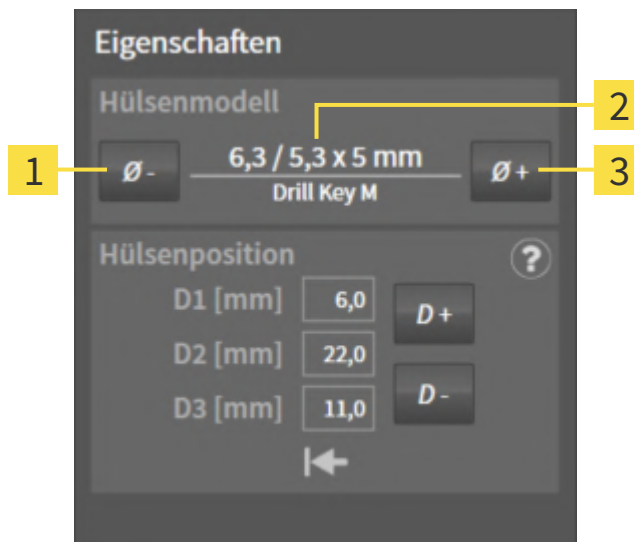 Eigenschaften
Hülsenmodell
2
1
Ø -
6,3 / 5,3 x 5 mm
Ø +
3
Drill Key M
Hülsenposition
?
D1 [mm] 6,0
D +
D2 [mm] 22,0
D -
D3 [mm] 11,0